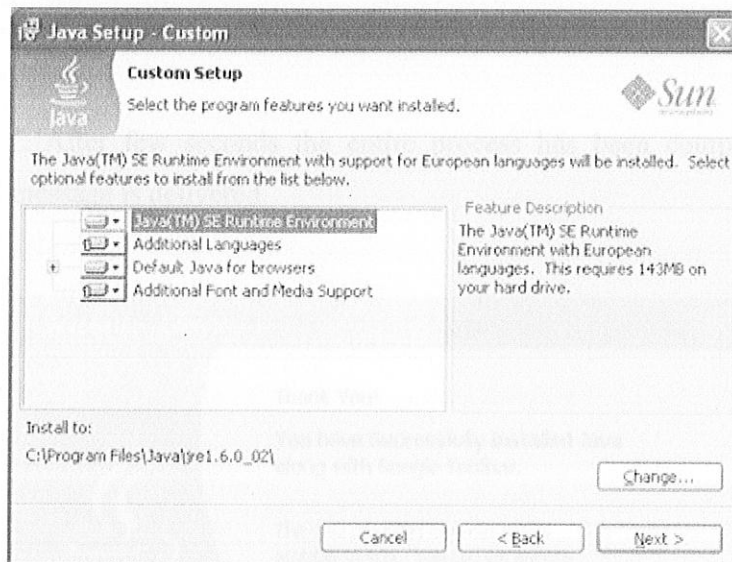 Java Setup - Custom
Java
Custom Setup
Select the program features you want installed.
Sun
The Java(TM) SE Runtime Environment with support for European languages will be installed. Select
optional features to install from the list below.
Java(TM) SE Runtime Environment
Additional Languages
Default Java for browsers
Additional Font and Media Support
Feature Description
The Java(TM) SE Runtime
Environment with European
languages. This requires 143MB on
your hard drive.
Install to:
C:\Program Files\Java\jre1.6.0_02\
Change...
Cancel
< Back
Next >